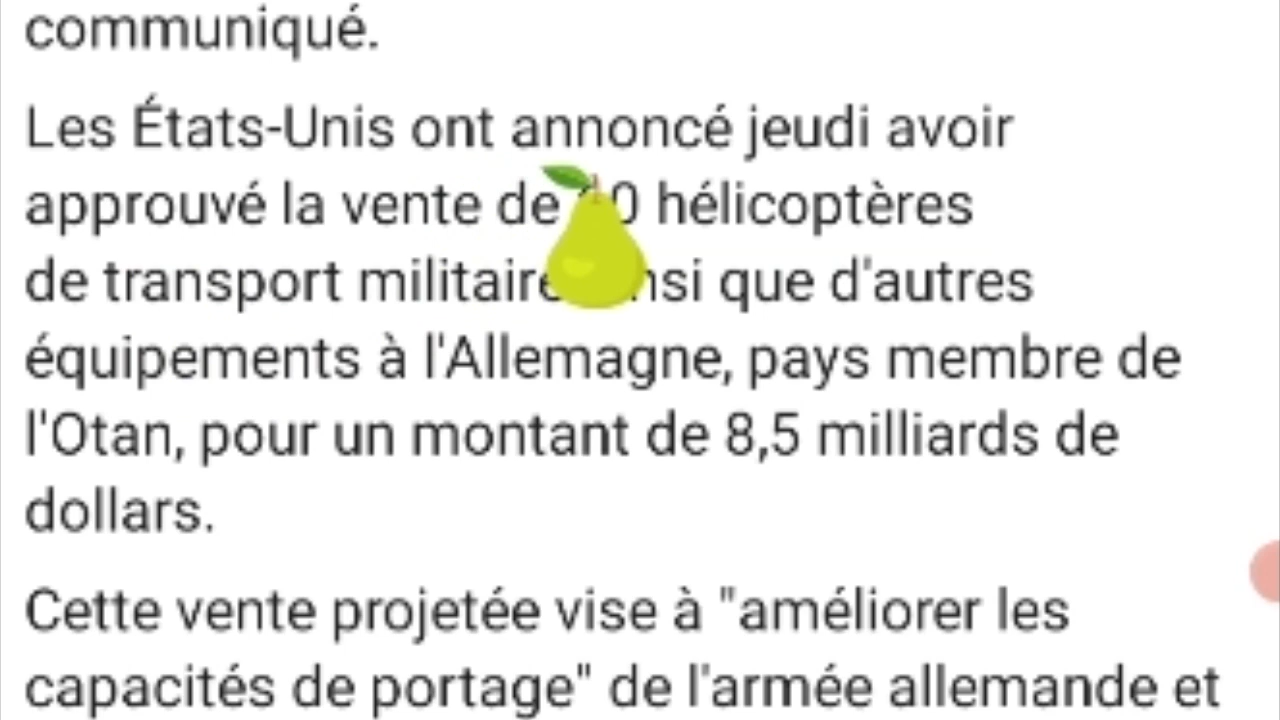 communiqué.
Les États-Unis ont annoncé jeudi avoir
approuvé la vente de hélicoptères
de transport militaire que d'autres
équipements à l'Allemagne, pays membre de
l'Otan, pour un montant de 8,5 milliards de
dollars.
Cette vente projetée vise à "améliorer les
capacités de portage" de l'armée allemande et